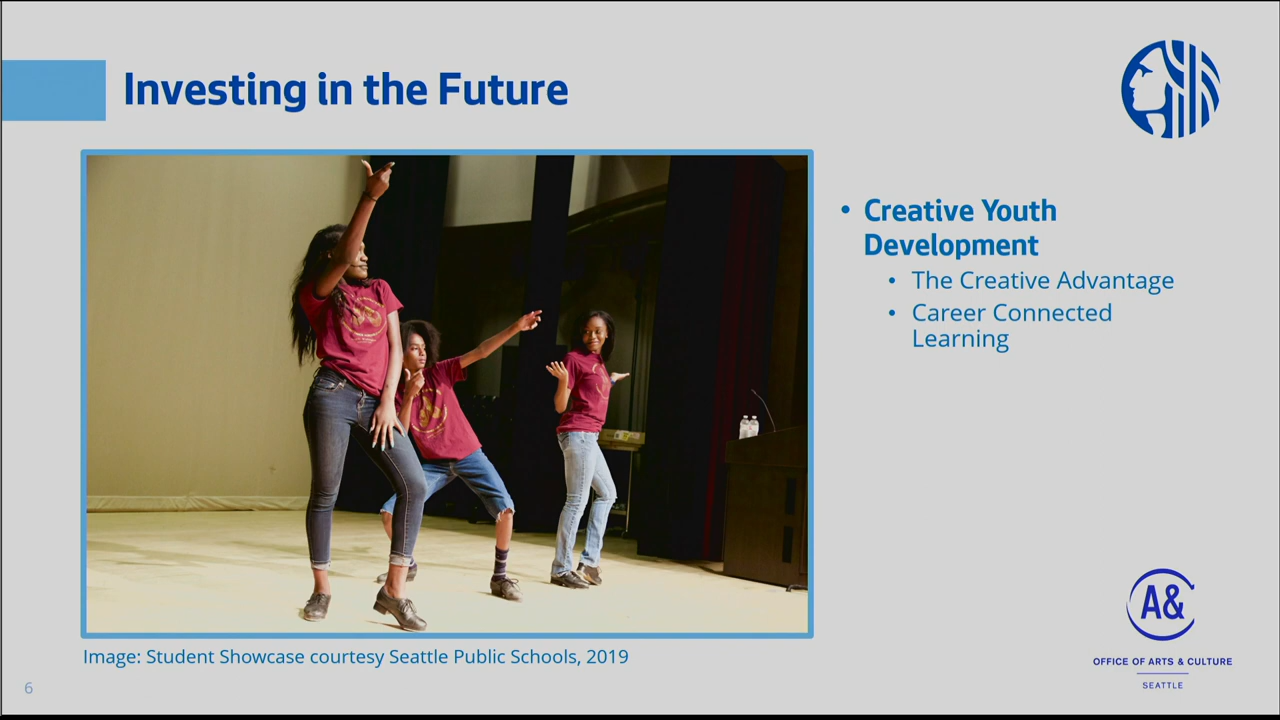 Investing in the Future
• Creative Youth
Development
• The Creative Advantage
• Career Connected
Learning
Image: Student Showcase courtesy Seattle Public Schools, 2019
A&
OFFICE OF ARTS & CULTURE
SEATTLE
6